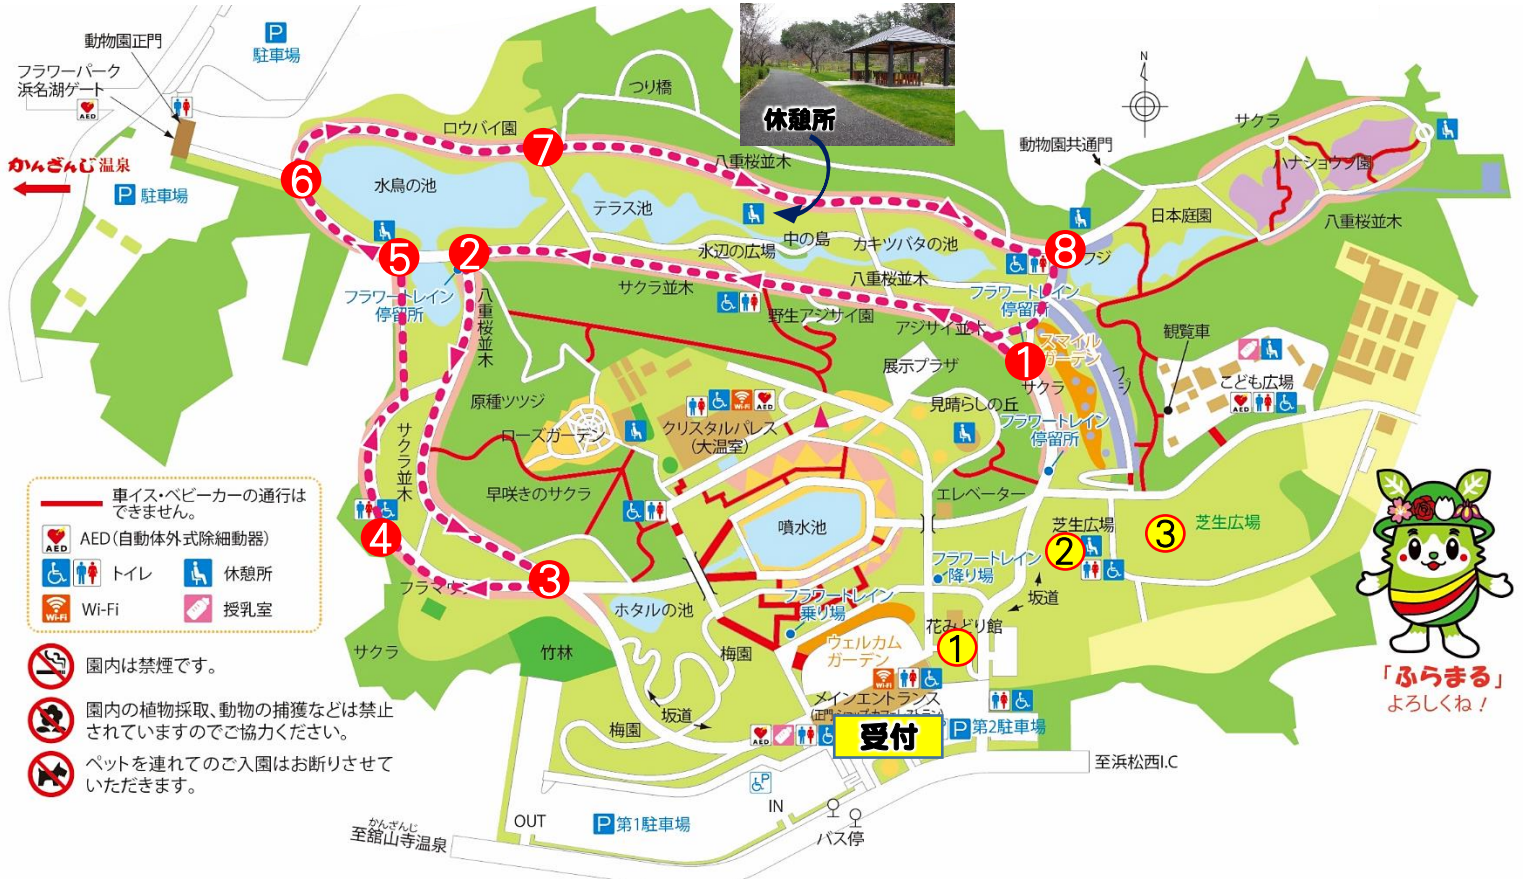 動物園正門
フラワーパーク
浜名湖ゲート
AED
かんざんじ温泉
P
駐車場
P
駐車場
つり橋
休憩所
N
動物園共通門
サクラ
ハナショウブ園
八重桜並木
日本庭園
ロウバイ園
7
八重桜並木
6
水鳥の池
テラス池
中の島
水辺の広場
カキツバタの池
八重桜並木
8
フジ
5
2
フラワートレイン
停留所
八重桜並木
サクラ並木
野生アジサイ園
アジサイ並木
フラワートレイン
停留所
スマイル
ガーデン
1
サクラ
フジ
観覧車
こども広場
AED
展示プラザ
見晴らしの丘
フラワートレイン
停留所
原種ツツジ
ローズガーデン
Wi-Fi
AED
クリスタルパレス
(大温室)
サクラ並木
早咲きのサクラ
噴水池
エレベーター
芝生広場
2
3
芝生広場
4
3
フラワートレイン
降り場
坂道
フラワートレイン
乗り場
ホタルの池
花みどり館
1
ウェルカム
ガーデン
サクラ
竹林
梅園
坂道
梅園
Wi-Fi
メインエントランス
AED
受付
P
第2駐車場
至浜松西I.C
P
IN
OUT
P
第1駐車場
バス停
かんざんじ
至舘山寺温泉
車イス・ベビーカーの通行は
できません。
AED
AED(自動体外式除細動器)
トイレ
休憩所
Wi-Fi
Wi-Fi
授乳室
園内は禁煙です。
園内の植物採取、動物の捕獲などは禁止
されていますのでご協力ください。
ペットを連れてのご入園はお断りさせて
いただきます。
「ふらまる」
よろしくね!